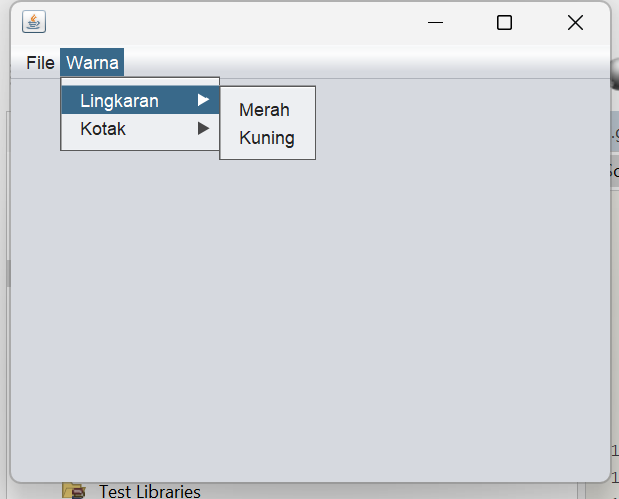 File Warna
Lingkaran
Merah
Kotak
Kuning
Test Libraries